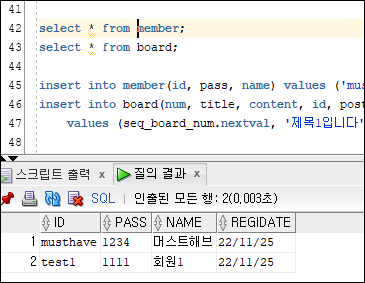 41
42 select * from member;
43 select * from board;
44
45 insert into member(id, pass, name) values ('mus
46 insert into board(num, title, content, id, post
47 values (seq_board_num.nextval, '제목1입니다'
48
스크립트 출력 x 질의 결과 x
SQL | 인출된 모든 행: 2(0,003초)
ID PASS NAME REGIDATE
1 musthave 1234 머스트해브 22/11/25
2 test1 1111 회원1 22/11/25